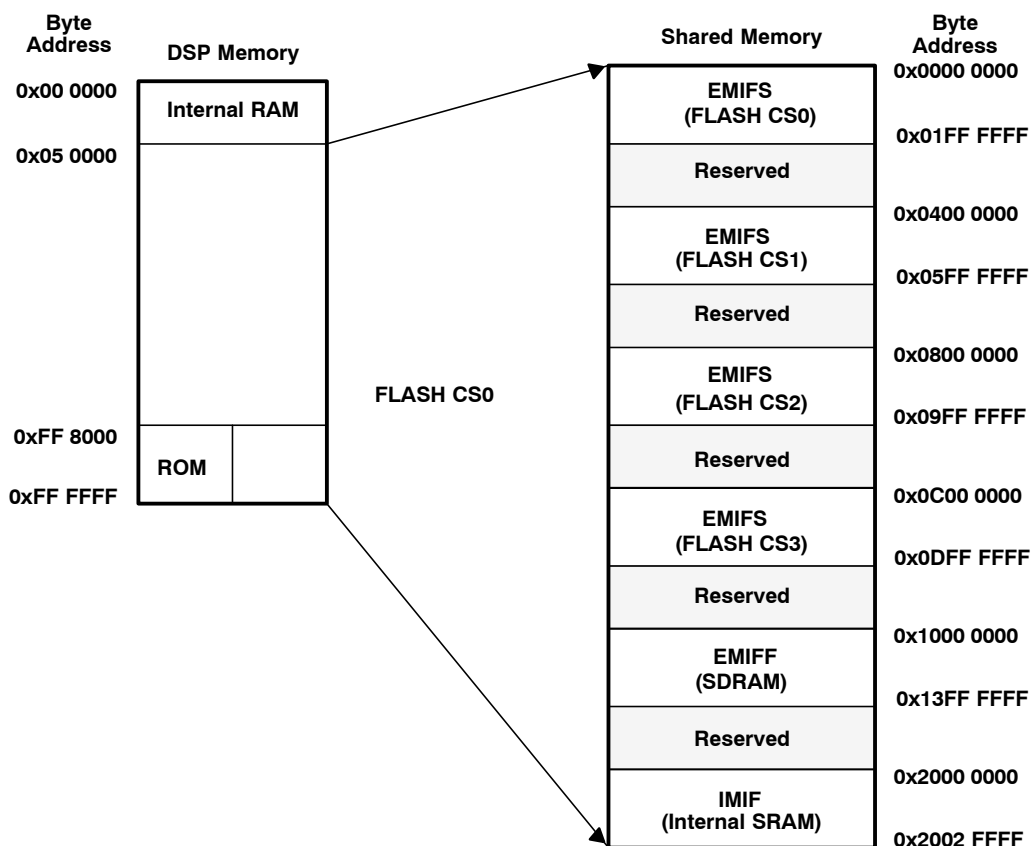 Byte
Address
DSP Memory
0x00 0000
Internal RAM
0x05 0000
0xFF 8000
ROM
0xFF FFFF
FLASH CS0
Shared Memory
Byte
Address
0x0000 0000
EMIFS
(FLASH CS0)
0x01FF FFFF
Reserved
0x0400 0000
EMIFS
(FLASH CS1)
0x05FF FFFF
Reserved
0x0800 0000
EMIFS
(FLASH CS2)
0x09FF FFFF
Reserved
0x0C00 0000
EMIFS
(FLASH CS3)
0x0DFF FFFF
Reserved
0x1000 0000
EMIFF
(SDRAM)
0x13FF FFFF
Reserved
0x2000 0000
IMIF
(Internal SRAM)
0x2002 FFFF